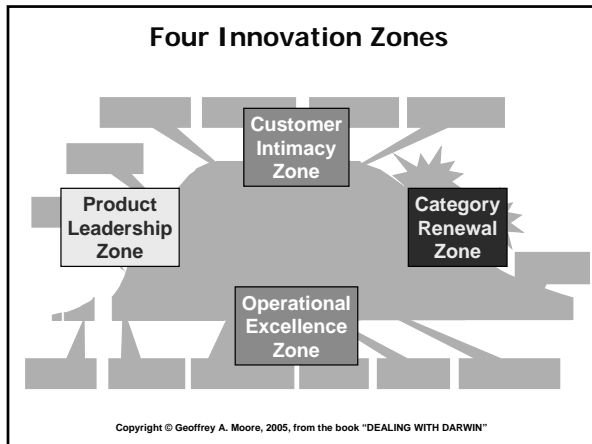 Four Innovation Zones
Customer
Intimacy
Zone
Product
Leadership
Zone
Category
Renewal
Zone
Operational
Excellence
Zone
Copyright © Geoffrey A. Moore, 2005, from the book “DEALING WITH DARWIN”